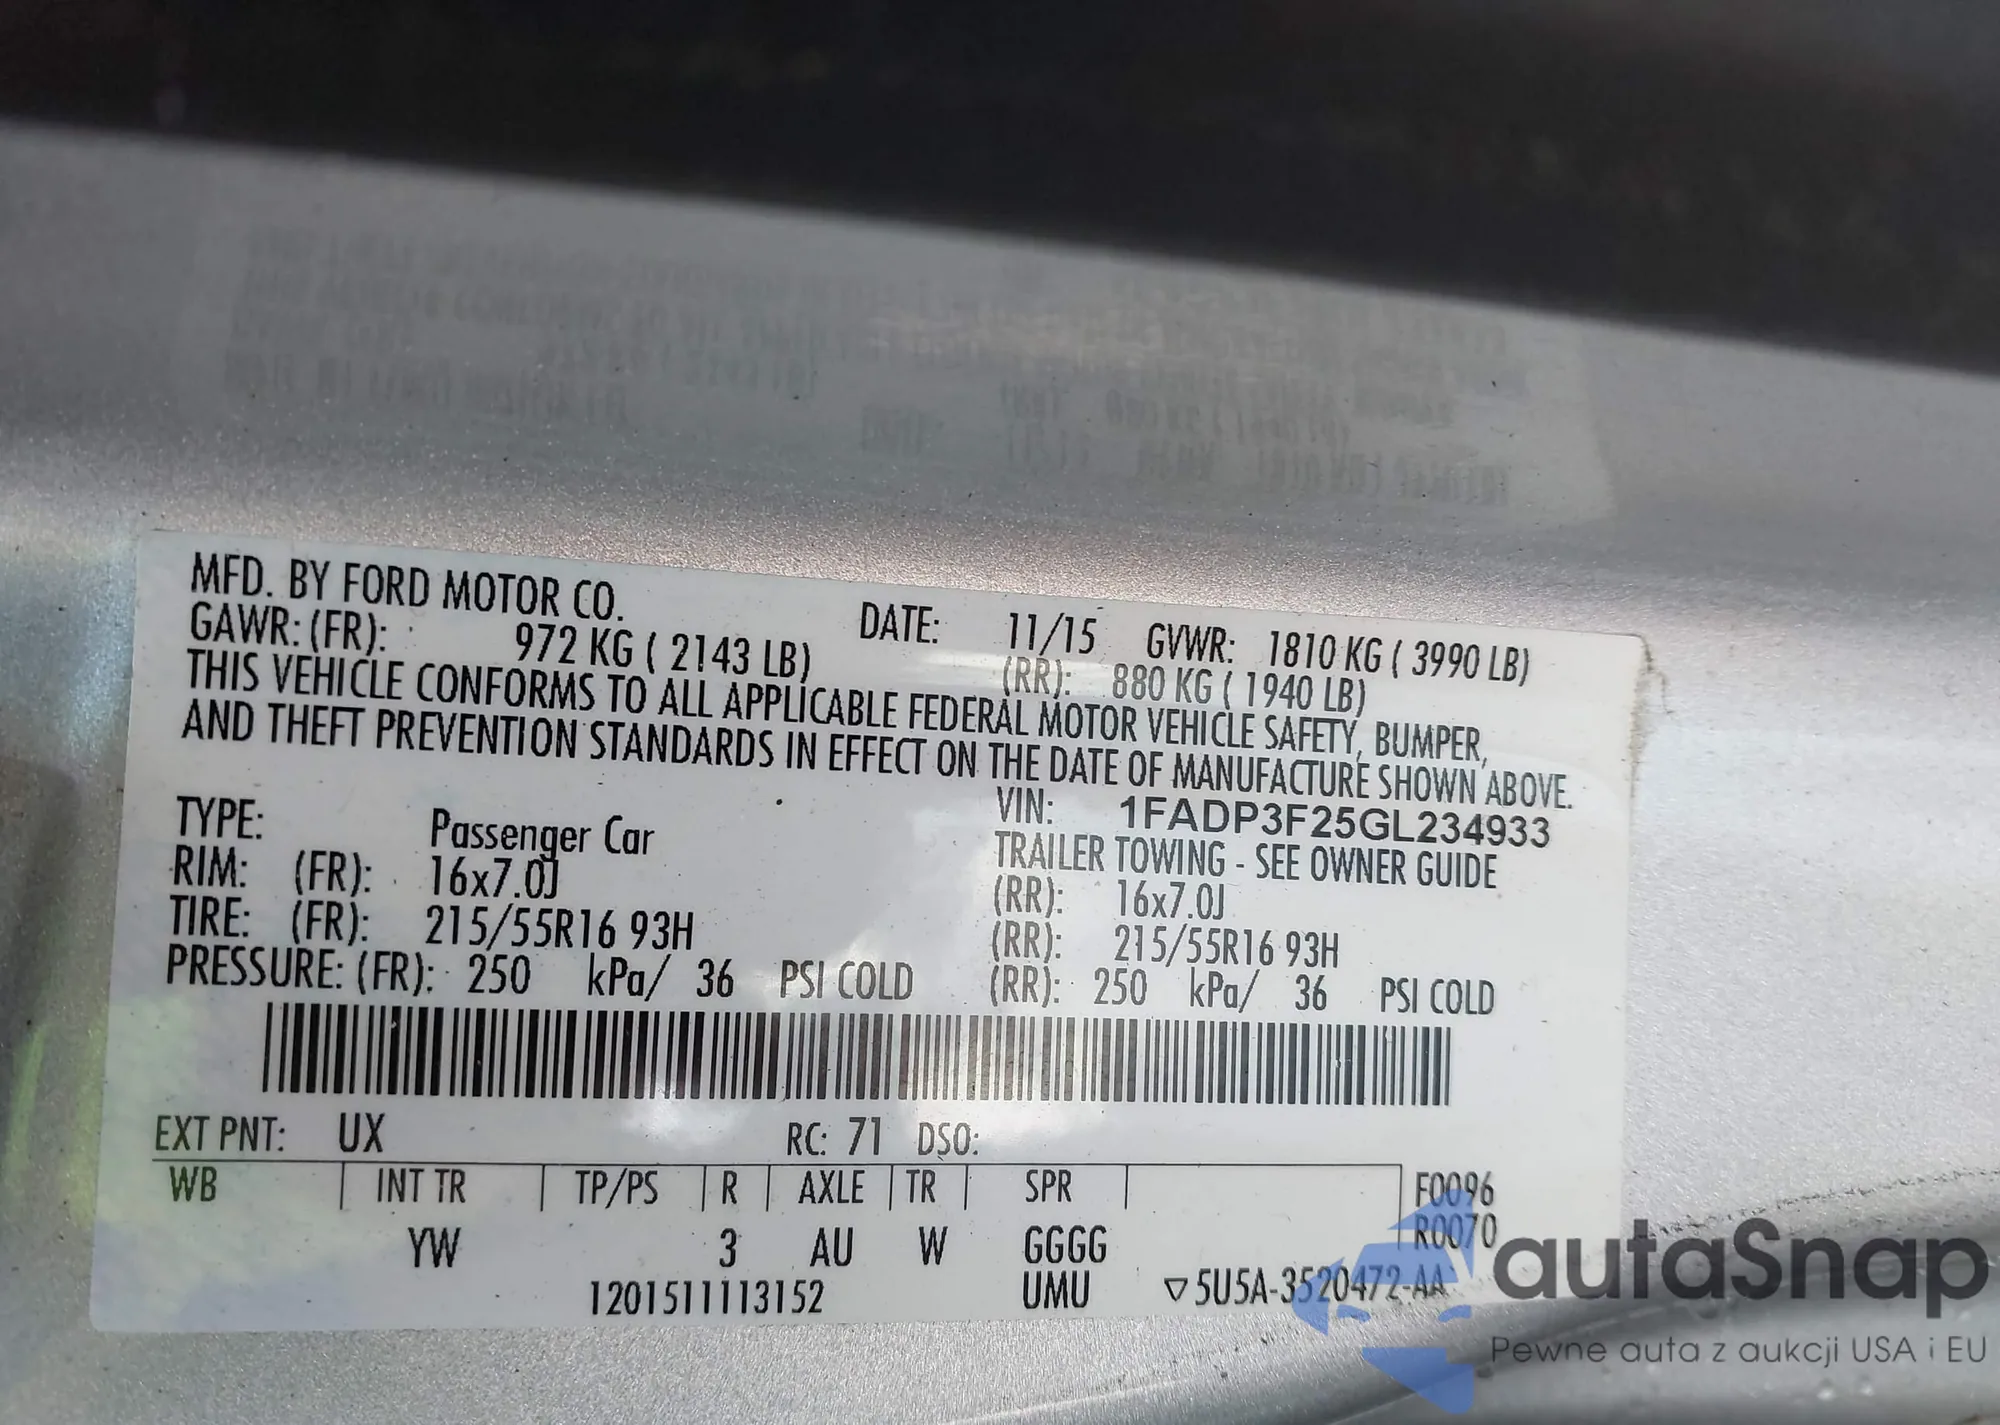 MFD. BY FORD MOTOR CO. DATE: 11/15 GVWR: 1810 KG ( 3990 LB)
GAWR: (FR): 972 KG ( 2143 LB) (RR): 880 KG ( 1940 LB)
THIS VEHICLE CONFORMS TO ALL APPLICABLE FEDERAL MOTOR VEHICLE SAFETY, BUMPER,
AND THEFT PREVENTION STANDARDS IN EFFECT ON THE DATE OF MANUFACTURE SHOWN ABOVE.
VIN: 1FADP3F25GL234933
TYPE: Passenger Car TRAILER TOWING - SEE OWNER GUIDE
RIM: (FR): 16x7.0J (RR): 16x7.0J
TIRE: (FR): 215/55R16 93H (RR): 215/55R16 93H
PRESSURE: (FR): 250 kPa/ 36 PSI COLD (RR): 250 kPa/ 36 PSI COLD
EXT PNT: UX RC: 71 DSO:
WB INT TR TP/PS R AXLE TR SPR F0096
R0070
YW 3 AU W GGGG
1201511113152 UMU ▽5U5A-3520472-AA
autaSnap
Pewne auta z aukcji USA i EU